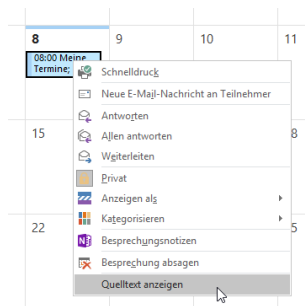 8 9 10 11
08:00 Meine
Termine;
Schnelldruck
Neue E-Mail-Nachricht an Teilnehmer
Antworten
15 8
Allen antworten
Weiterleiten
Privat
Anzeigen als
Kategorisieren
22 5
Besprechungsnotizen
Besprechung absagen
Quelltext anzeigen